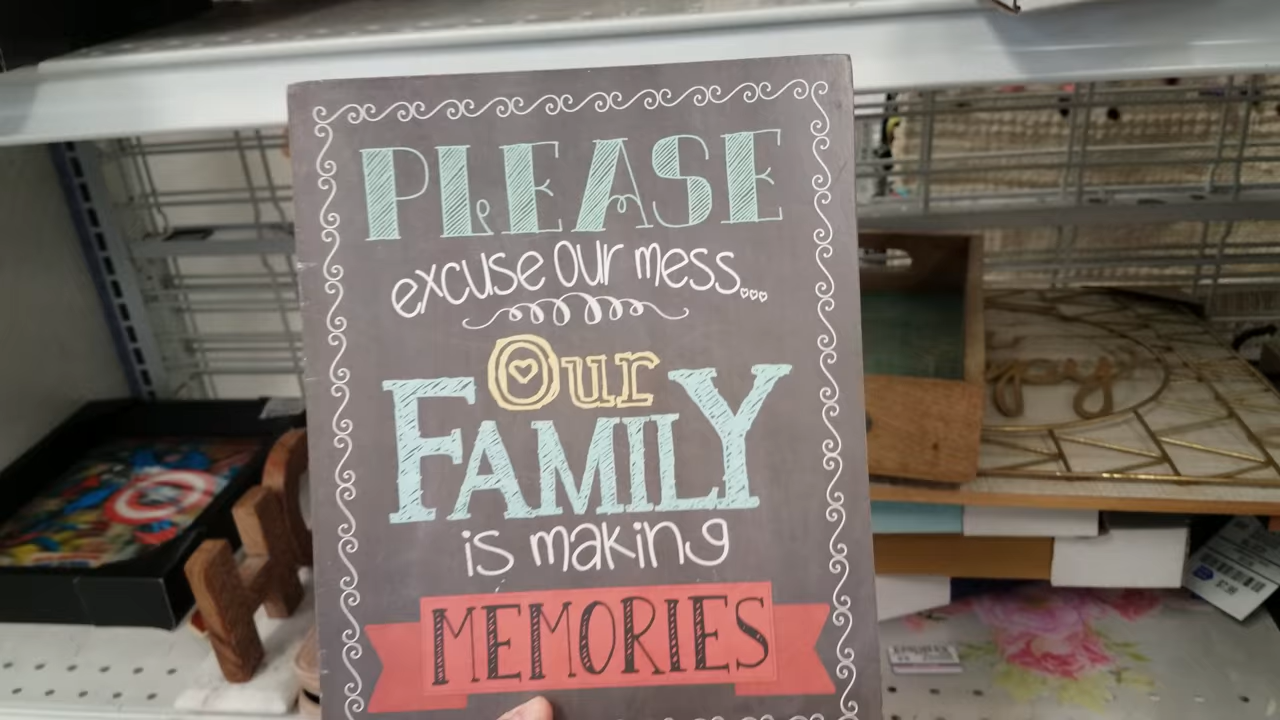 PLEASE
excuse our mess...
Our
FAMILY
is making
MEMORIES